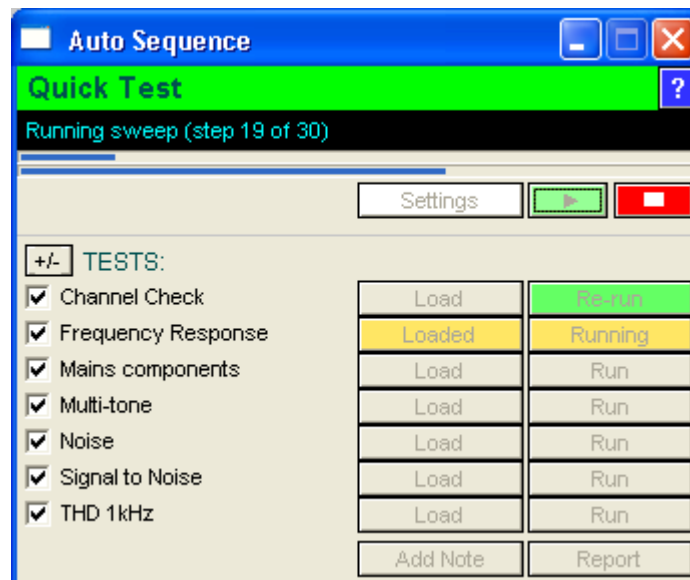 Auto Sequence
Quick Test ?
Running sweep (step 19 of 30)
Settings
+/- TESTS:
Channel Check Load Re-run
Frequency Response Loaded Running
Mains components Load Run
Multi-tone Load Run
Noise Load Run
Signal to Noise Load Run
THD 1kHz Load Run
Add Note Report